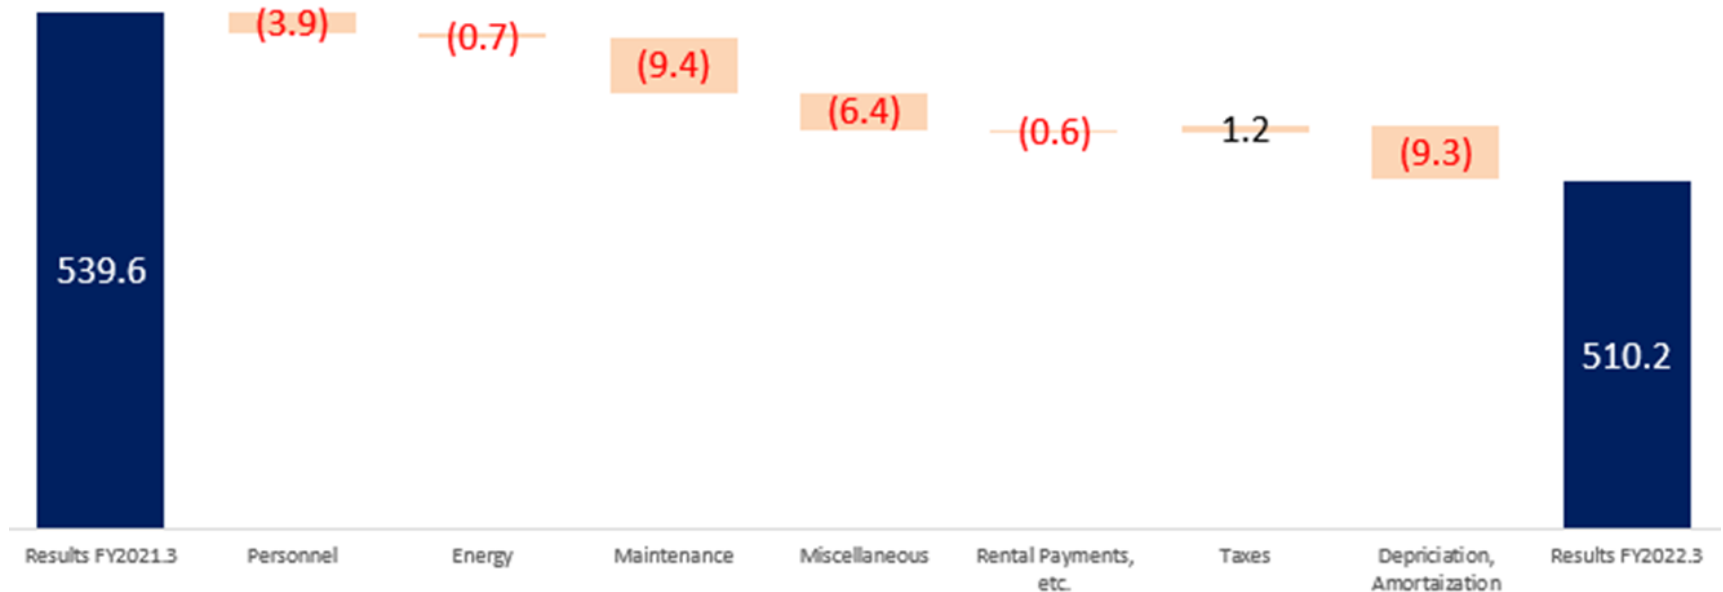 (3.9)
(0.7)
(9.4)
(6.4)
(0.6)
1.2
(9.3)
539.6
510.2
Results FY2021.3
Personnel
Energy
Maintenance
Miscellaneous
Rental Payments,
etc.
Taxes
Depriciation,
Amortaization
Results FY2022.3